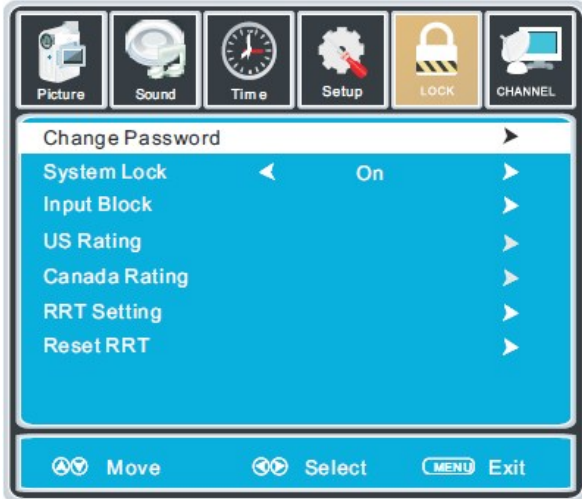 Picture Sound Time Setup LOCK CHANNEL
Change Password
System Lock On
Input Block
US Rating
Canada Rating
RRT Setting
Reset RRT
Move Select MENU Exit